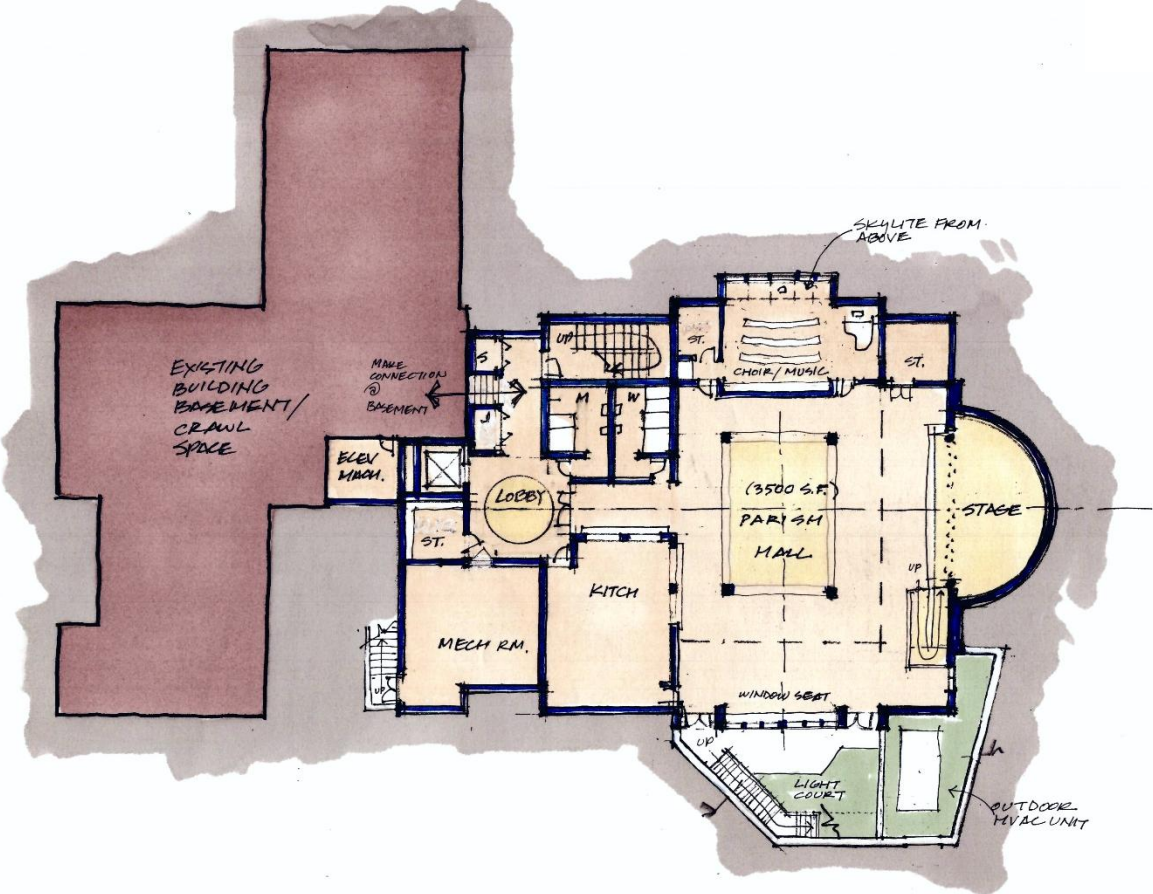 SKYLITE FROM
ABOVE
UP
ST.
CHOIR / MUSIC
ST.
EXISTING
BUILDING
BASEMENT/
CRAWL
SPACE
MAKE
CONNECTION
@
BASEMENT
S
J
M
W
ELEV
MACH.
LOBBY
ST.
(3500 S.F.)
PARISH
HALL
STAGE
UP
KITCH
MECH RM.
UP
WINDOW SEAT
UP
LIGHT
COURT
OUTDOOR
HVAC UNIT